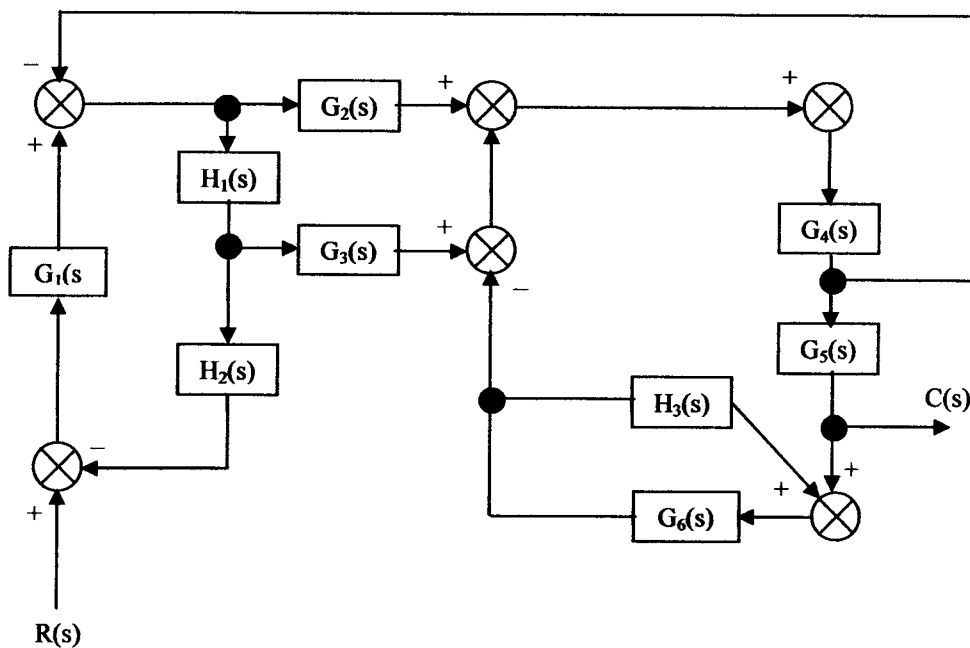 −
+
+
G₂(s)
+
H₁(s)
G₁(s
+
G₃(s)
−
G₄(s)
G₅(s)
H₂(s)
H₃(s)
C(s)
−
+
+
+
G₆(s)
R(s)